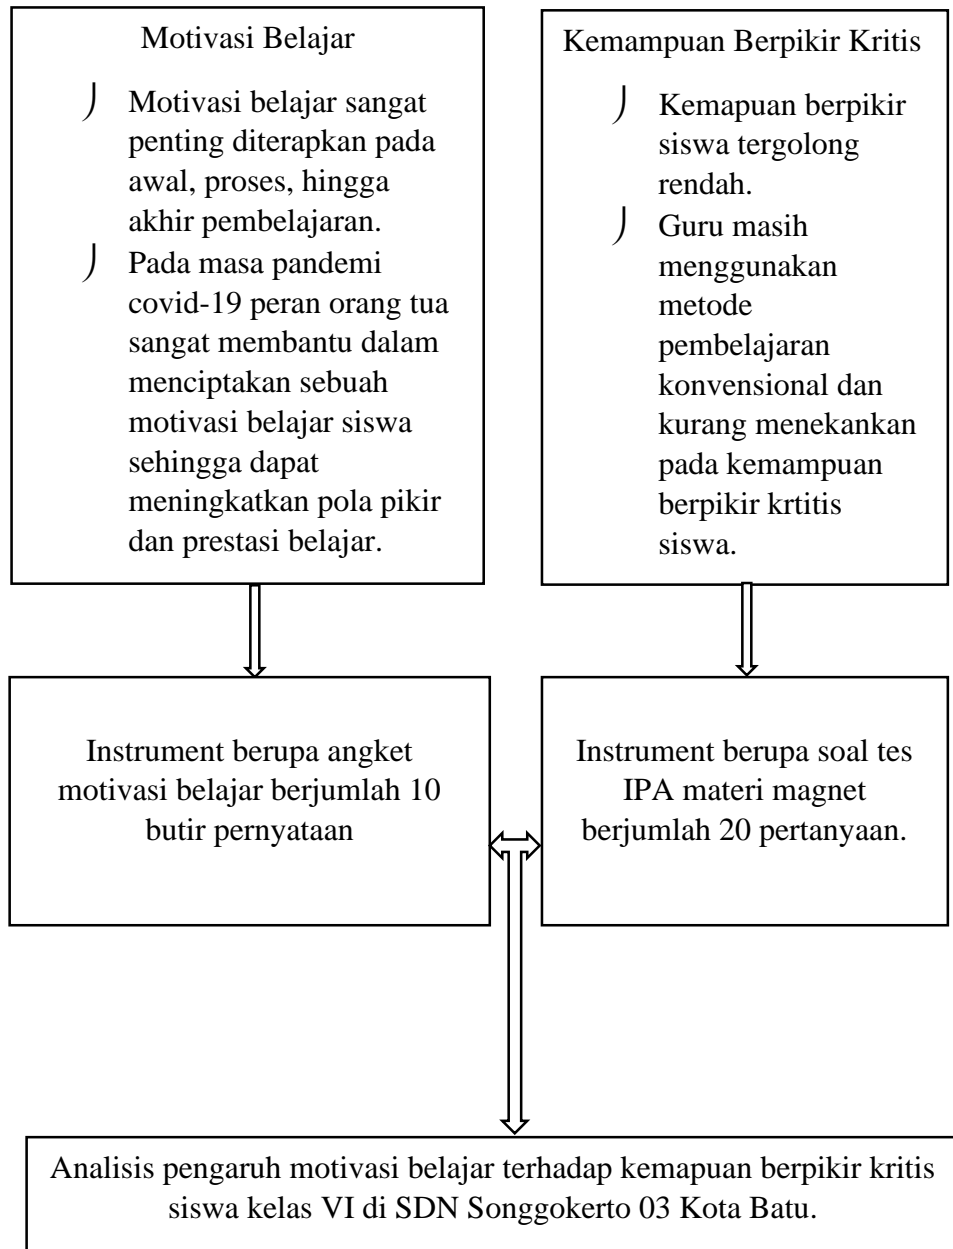 Motivasi Belajar
Motivasi belajar sangat
penting diterapkan pada
awal, proses, hingga
akhir pembelajaran.
Pada masa pandemi
covid-19 peran orang tua
sangat membantu dalam
menciptakan sebuah
motivasi belajar siswa
sehingga dapat
meningkatkan pola pikir
dan prestasi belajar.
Kemampuan Berpikir Kritis
Kemapuan berpikir
siswa tergolong
rendah.
Guru masih
menggunakan
metode
pembelajaran
konvensional dan
kurang menekankan
pada kemampuan
berpikir krtitis
siswa.
Instrument berupa angket
motivasi belajar berjumlah 10
butir pernyataan
Instrument berupa soal tes
IPA materi magnet
berjumlah 20 pertanyaan.
Analisis pengaruh motivasi belajar terhadap kemapuan berpikir kritis
siswa kelas VI di SDN Songgokerto 03 Kota Batu.